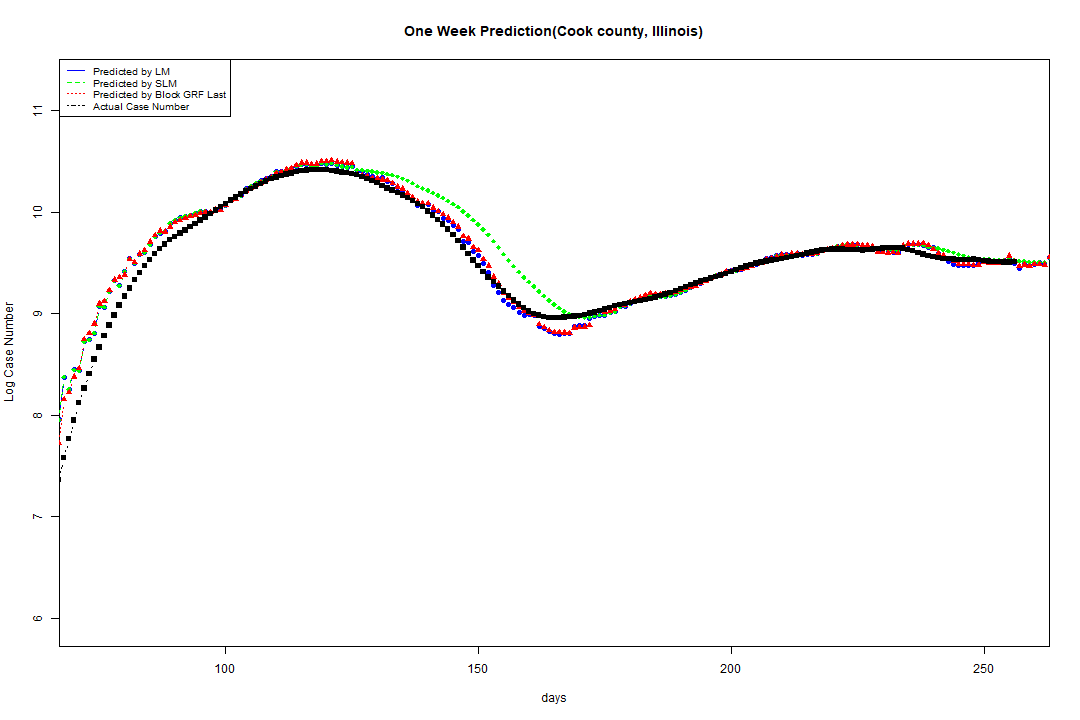 One Week Prediction(Cook county, Illinois)
Predicted by LM
Predicted by SLM
Predicted by Block GRF Last
Actual Case Number
11
10
9
8
7
6
Log Case Number
100 150 200 250
days